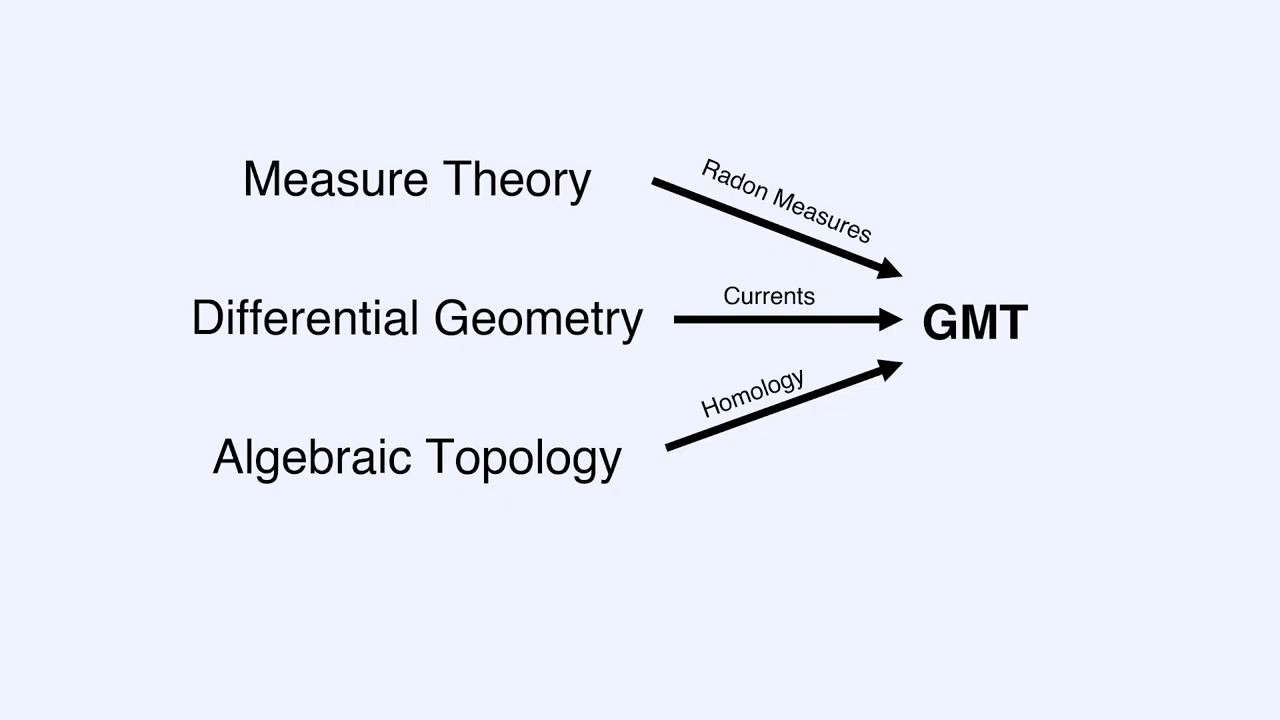 Measure Theory
Radon Measures
Differential Geometry
Currents
GMT
Algebraic Topology
Homology